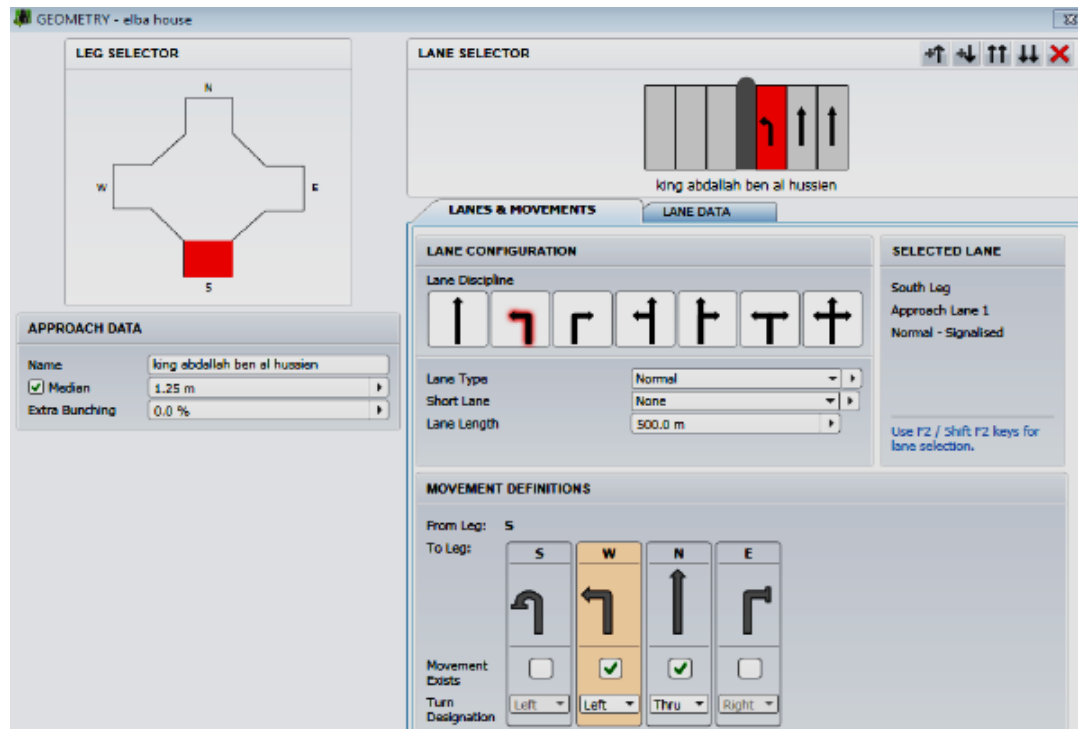 GEOMETRY - elba house
LEG SELECTOR
N
W
E
S
APPROACH DATA
Name king abdallah ben al hussien
Median 1.25 m
Extra Bunching 0.0 %
LANE SELECTOR
king abdallah ben al hussien
LANES & MOVEMENTS LANE DATA
LANE CONFIGURATION
Lane Discipline
Lane Type Normal
Short Lane None
Lane Length 500.0 m
SELECTED LANE
South Leg
Approach Lane 1
Normal - Signalised
Use F2 / Shift F2 keys for
lane selection.
MOVEMENT DEFINITIONS
From Leg: S
To Leg: S W N E
Movement
Exists
Turn
Designation Left Left Thru Right